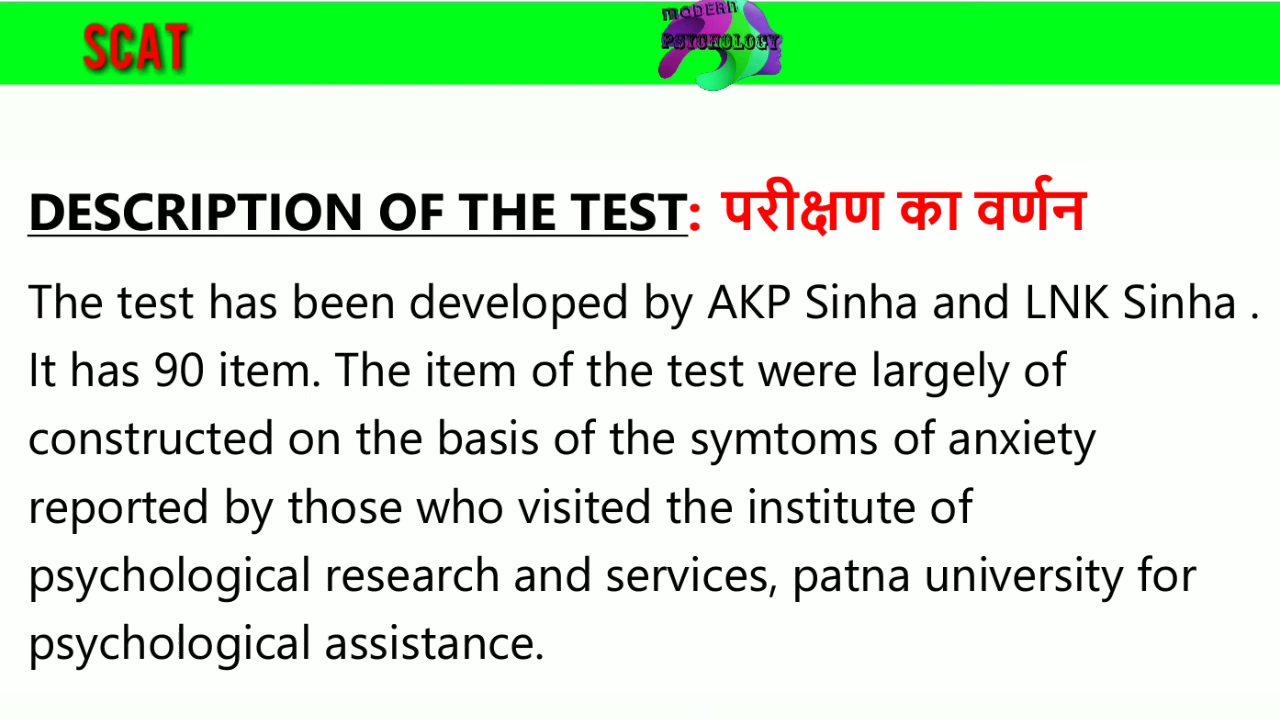 SCAT
MODERN
PSYCHOLOGY
DESCRIPTION OF THE TEST: परीक्षण का वर्णन
The test has been developed by AKP Sinha and LNK Sinha .
It has 90 item. The item of the test were largely of
constructed on the basis of the symtoms of anxiety
reported by those who visited the institute of
psychological research and services, patna university for
psychological assistance.